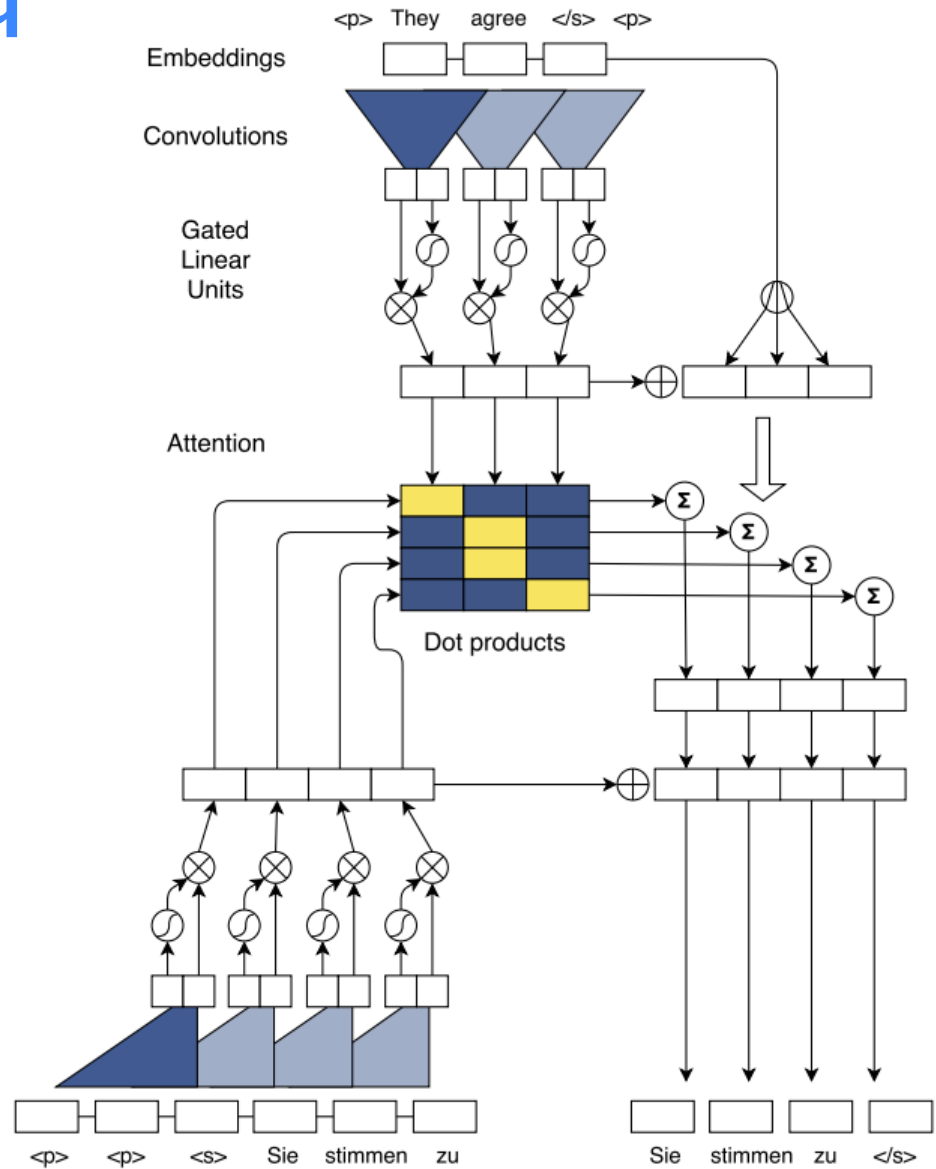 <p> They agree </s> <p>
Embeddings
Convolutions
Gated
Linear
Units
Attention
Σ
Σ
Σ
Σ
Dot products
<p> <p> <s> Sie stimmen zu
Sie stimmen zu </s>